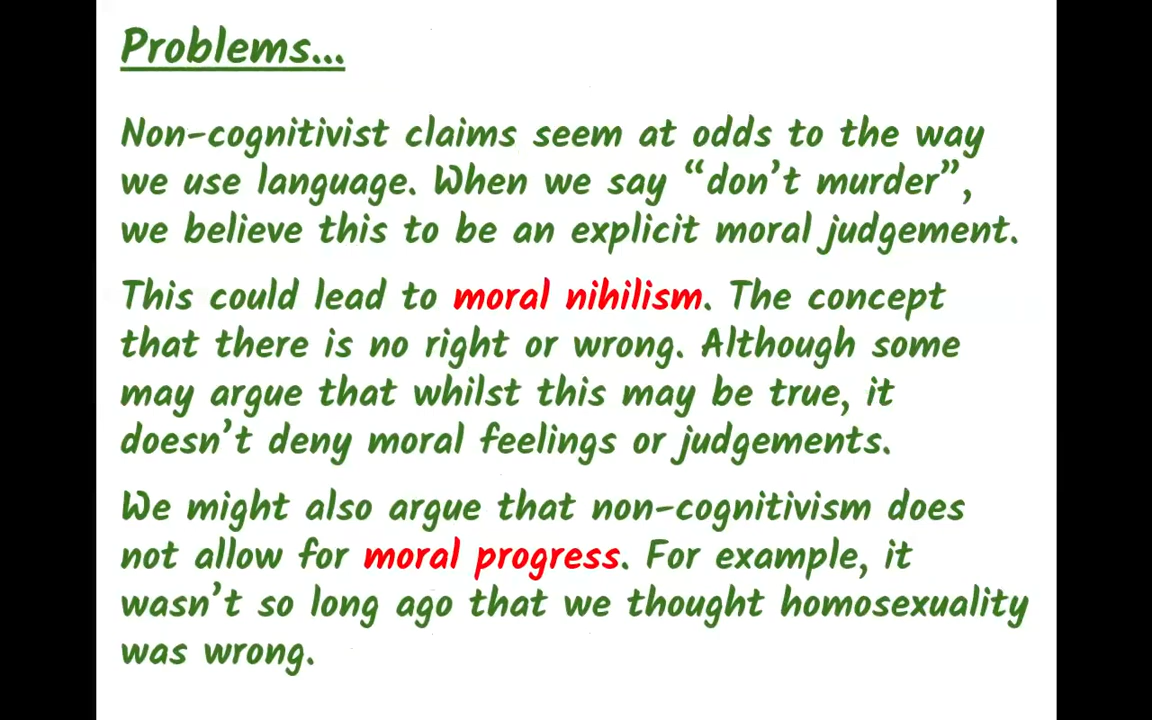 Problems...
Non-cognitivist claims seem at odds to the way
we use language. When we say “don’t murder”,
we believe this to be an explicit moral judgement.
This could lead to moral nihilism. The concept
that there is no right or wrong. Although some
may argue that whilst this may be true, it
doesn’t deny moral feelings or judgements.
We might also argue that non-cognitivism does
not allow for moral progress. For example, it
wasn’t so long ago that we thought homosexuality
was wrong.